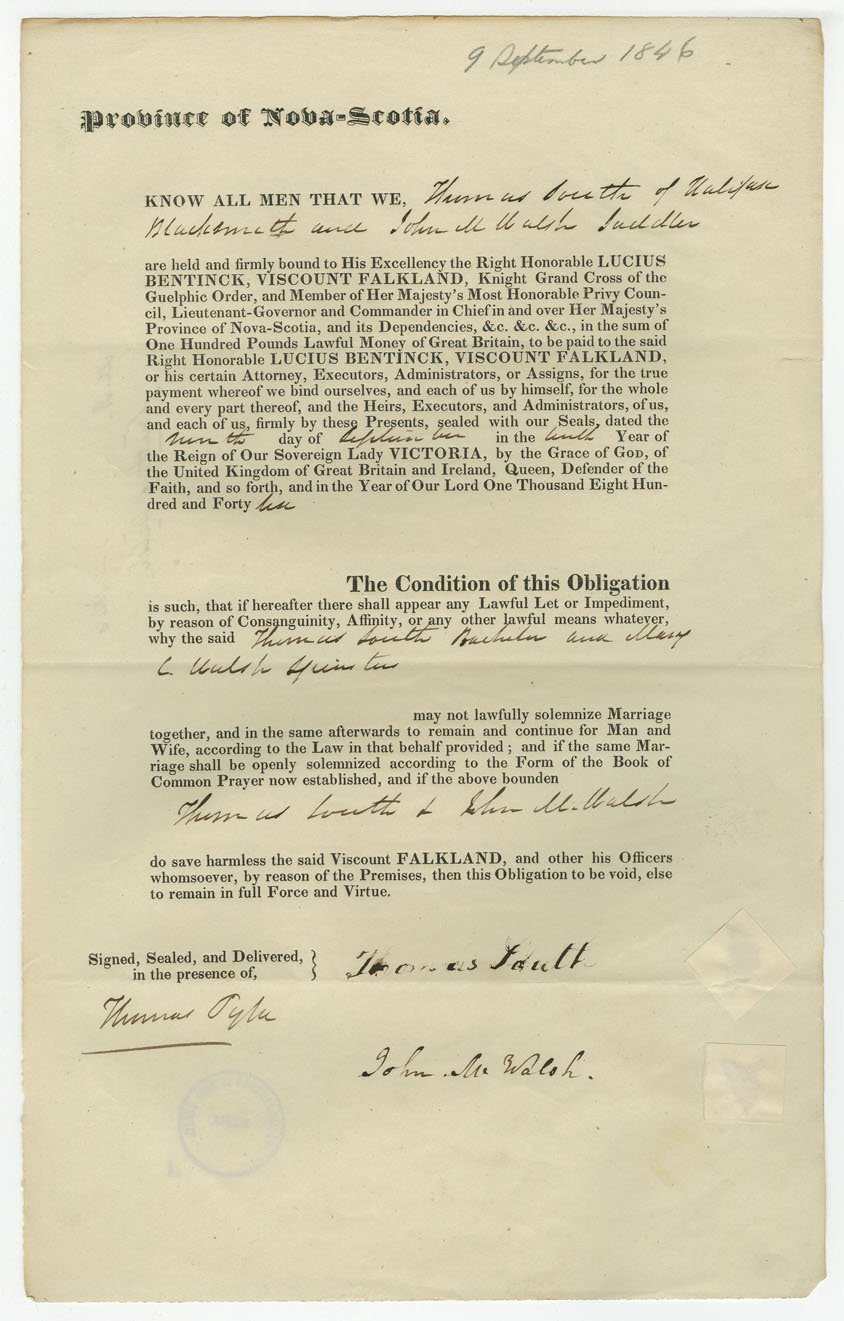 9 September 1846
Province of Nova-Scotia.
KNOW ALL MEN THAT WE, Thomas South of Halifax
Blacksmith and John M Walsh Saddler
are held and firmly bound to His Excellency the Right Honorable LUCIUS
BENTINCK, VISCOUNT FALKLAND, Knight Grand Cross of the
Guelphic Order, and Member of Her Majesty's Most Honorable Privy Coun-
cil, Lieutenant-Governor and Commander in Chief in and over Her Majesty's
Province of Nova-Scotia, and its Dependencies, &c. &c. &c., in the sum of
One Hundred Pounds Lawful Money of Great Britain, to be paid to the said
Right Honorable LUCIUS BENTINCK, VISCOUNT FALKLAND,
or his certain Attorney, Executors, Administrators, or Assigns, for the true
payment whereof we bind ourselves, and each of us by himself, for the whole
and every part thereof, and the Heirs, Executors, and Administrators, of us,
and each of us, firmly by these Presents, sealed with our Seals, dated the
ninth day of September in the tenth Year of
the Reign of Our Sovereign Lady VICTORIA, by the Grace of GOD, of
the United Kingdom of Great Britain and Ireland, Queen, Defender of the
Faith, and so forth, and in the Year of Our Lord One Thousand Eight Hun-
dred and Forty six
The Condition of this Obligation
is such, that if hereafter there shall appear any Lawful Let or Impediment,
by reason of Consanguinity, Affinity, or any other lawful means whatever,
why the said Thomas South Bachelor and Mary
C. Walsh Spinster
may not lawfully solemnize Marriage
together, and in the same afterwards to remain and continue for Man and
Wife, according to the Law in that behalf provided ; and if the same Mar-
riage shall be openly solemnized according to the Form of the Book of
Common Prayer now established, and if the above bounden
Thomas South & John M. Walsh
do save harmless the said Viscount FALKLAND, and other his Officers
whomsoever, by reason of the Premises, then this Obligation to be void, else
to remain in full Force and Virtue.
Signed, Sealed, and Delivered,
in the presence of,
Thomas South
Thomas Pyke
John M Walsh.